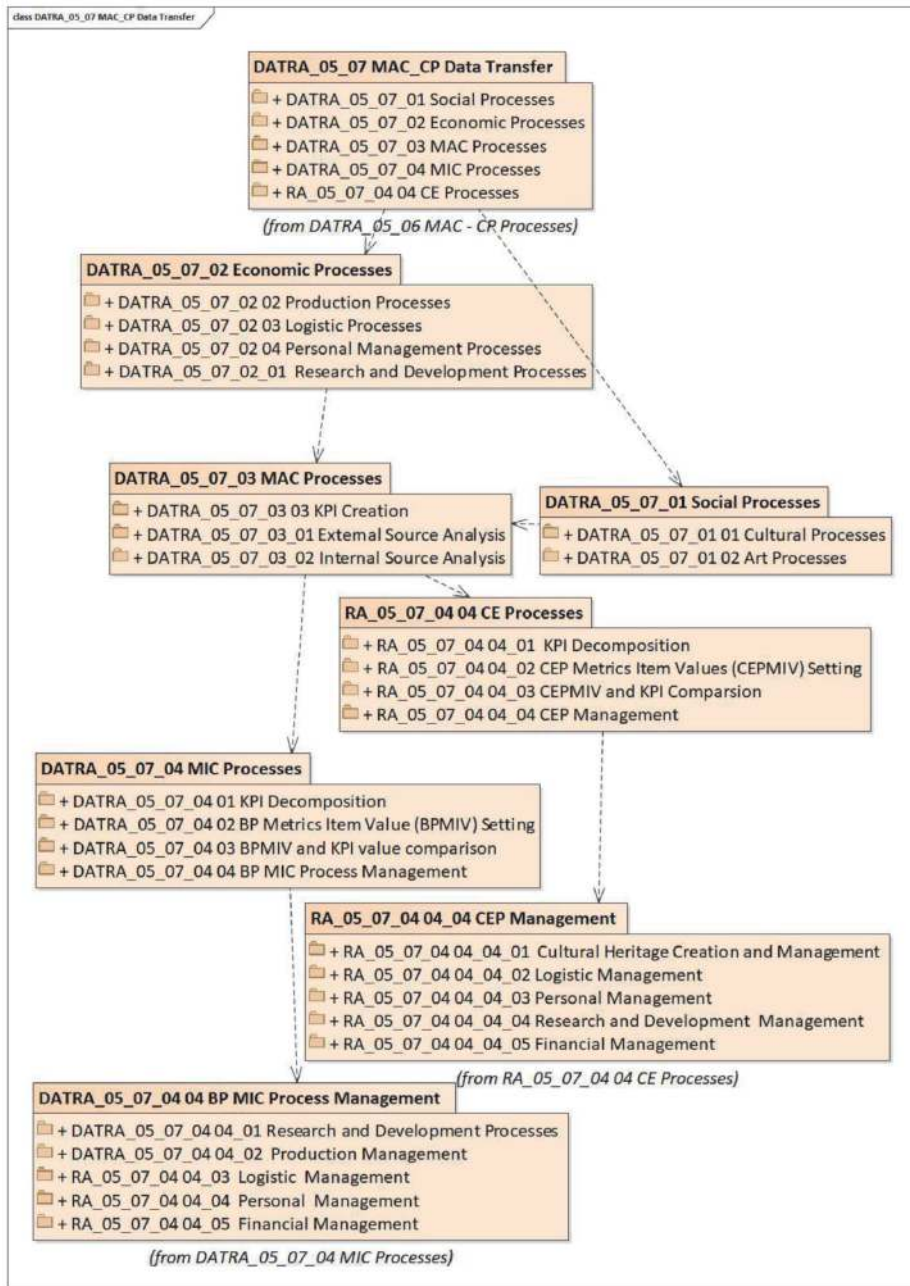 class DATRA_05_07 MAC_CP Data Transfer
DATRA_05_07 MAC_CP Data Transfer
+ DATRA_05_07_01 Social Processes
+ DATRA_05_07_02 Economic Processes
+ DATRA_05_07_03 MAC Processes
+ DATRA_05_07_04 MIC Processes
+ RA_05_07_04 04 CE Processes
(from DATRA_05_06 MAC - CP Processes)
DATRA_05_07_02 Economic Processes
+ DATRA_05_07_02 02 Production Processes
+ DATRA_05_07_02 03 Logistic Processes
+ DATRA_05_07_02 04 Personal Management Processes
+ DATRA_05_07_02_01 Research and Development Processes
DATRA_05_07_03 MAC Processes
+ DATRA_05_07_03 03 KPI Creation
+ DATRA_05_07_03_01 External Source Analysis
+ DATRA_05_07_03_02 Internal Source Analysis
DATRA_05_07_01 Social Processes
+ DATRA_05_07_01 01 Cultural Processes
+ DATRA_05_07_01 02 Art Processes
RA_05_07_04 04 CE Processes
+ RA_05_07_04 04_01 KPI Decomposition
+ RA_05_07_04 04_02 CEP Metrics Item Values (CEPMIV) Setting
+ RA_05_07_04 04_03 CEPMIV and KPI Comparsion
+ RA_05_07_04 04_04 CEP Management
DATRA_05_07_04 MIC Processes
+ DATRA_05_07_04 01 KPI Decomposition
+ DATRA_05_07_04 02 BP Metrics Item Value (BPMIV) Setting
+ DATRA_05_07_04 03 BPMIV and KPI value comparison
+ DATRA_05_07_04 04 BP MIC Process Management
RA_05_07_04 04_04 CEP Management
+ RA_05_07_04 04_04_01 Cultural Heritage Creation and Management
+ RA_05_07_04 04_04_02 Logistic Management
+ RA_05_07_04 04_04_03 Personal Management
+ RA_05_07_04 04_04_04 Research and Development Management
+ RA_05_07_04 04_04_05 Financial Management
(from RA_05_07_04 04 CE Processes)
DATRA_05_07_04 04 BP MIC Process Management
+ DATRA_05_07_04 04_01 Research and Development Processes
+ DATRA_05_07_04 04_02 Production Management
+ RA_05_07_04 04_03 Logistic Management
+ RA_05_07_04 04_04 Personal Management
+ RA_05_07_04 04_05 Financial Management
(from DATRA_05_07_04 MIC Processes)